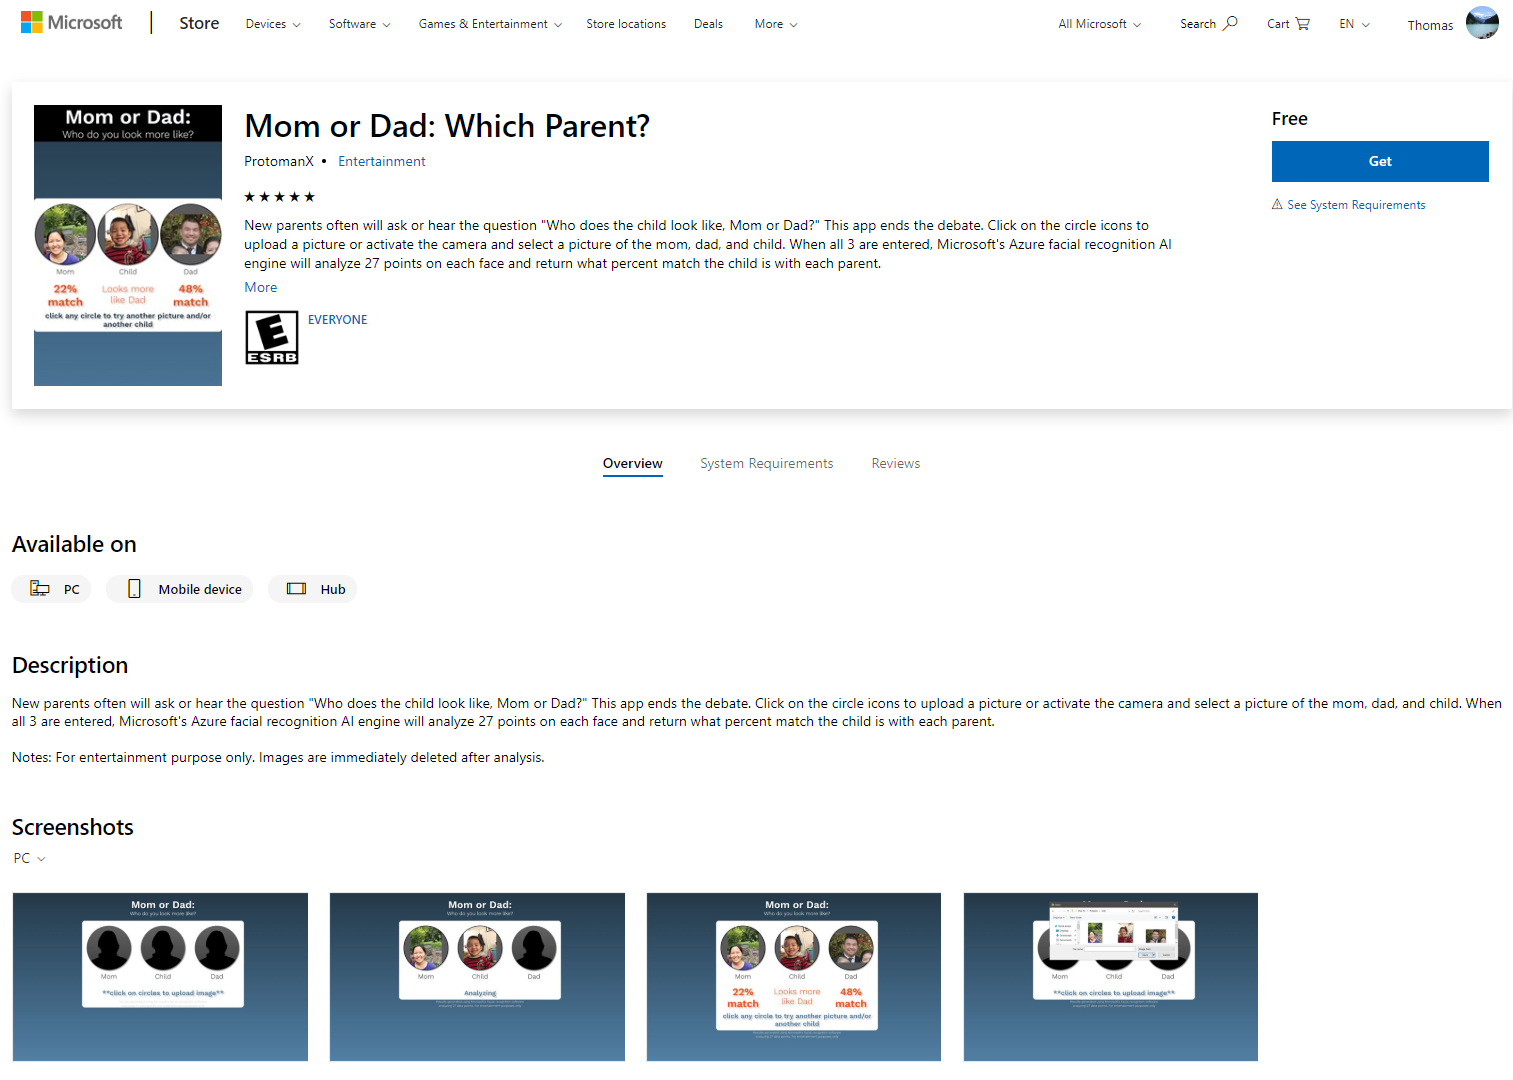 Microsoft
Store
Devices
Software
Games & Entertainment
Store locations
Deals
More
All Microsoft
Search
Cart
EN
Thomas
Mom or Dad:
Who do you look more like?
Mom
Child
Dad
22%
match
Looks more
like Dad
48%
match
click any circle to try another picture and/or
another child
Mom or Dad: Which Parent?
ProtomanX • Entertainment
★★★★★
New parents often will ask or hear the question "Who does the child look like, Mom or Dad?" This app ends the debate. Click on the circle icons to
upload a picture or activate the camera and select a picture of the mom, dad, and child. When all 3 are entered, Microsoft's Azure facial recognition AI
engine will analyze 27 points on each face and return what percent match the child is with each parent.
More
E
ESRB
EVERYONE
Free
Get
See System Requirements
Overview
System Requirements
Reviews
Available on
PC
Mobile device
Hub
Description
New parents often will ask or hear the question "Who does the child look like, Mom or Dad?" This app ends the debate. Click on the circle icons to upload a picture or activate the camera and select a picture of the mom, dad, and child. When
all 3 are entered, Microsoft's Azure facial recognition AI engine will analyze 27 points on each face and return what percent match the child is with each parent.
Notes: For entertainment purpose only. Images are immediately deleted after analysis.
Screenshots
PC
Mom or Dad:
Who do you look more like?
Mom
Child
Dad
**click on circles to upload image**
Mom or Dad:
Who do you look more like?
Mom
Child
Dad
Analyzing
Mom or Dad:
Who do you look more like?
Mom
Child
Dad
22%
match
Looks more
like Dad
48%
match
click any circle to try another picture and/or
another child
Mom
Child
Dad
**click on circles to upload image**